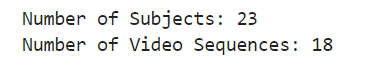 Number of Subjects: 23
Number of Video Sequences: 18